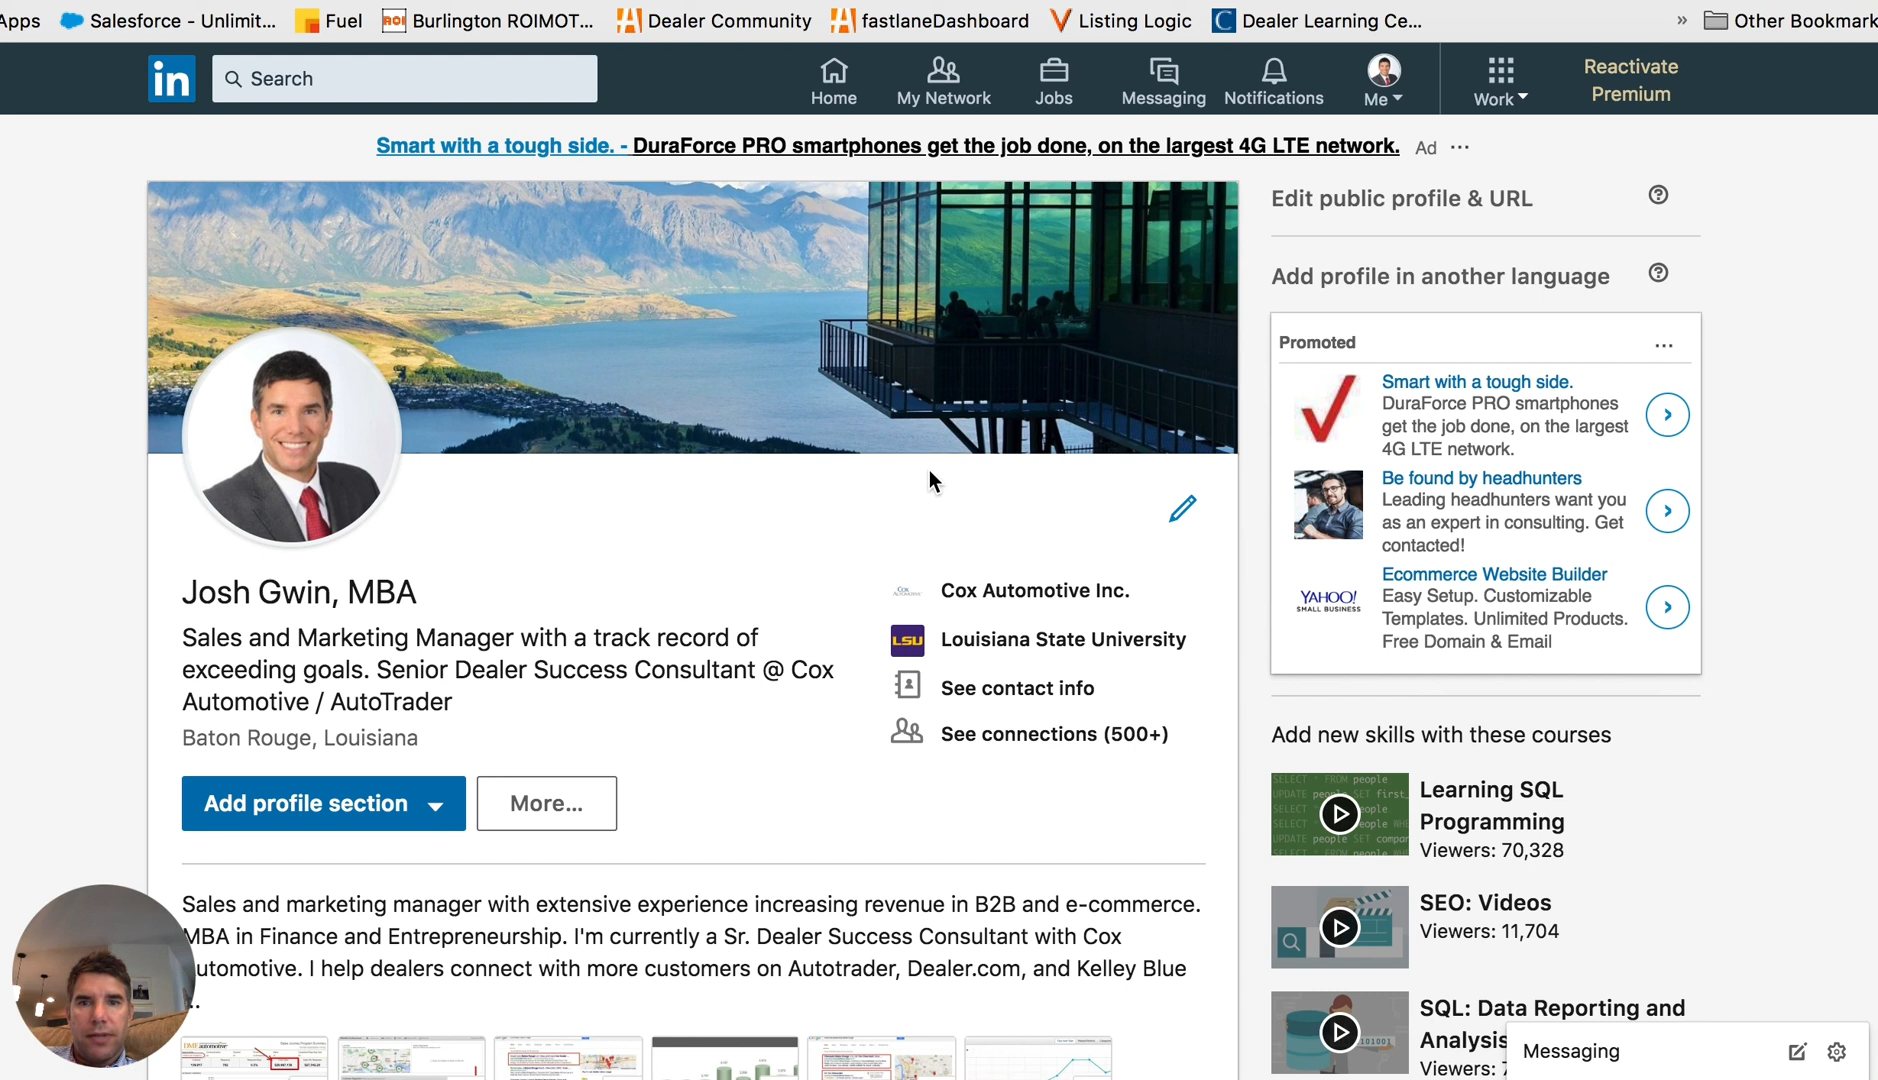 Apps
Salesforce - Unlimit...
Fuel
ROI
Burlington ROIMOT...
Dealer Community
fastlaneDashboard
Listing Logic
Dealer Learning Ce...
»
Other Bookmark
in
Search
Home
My Network
Jobs
Messaging
Notifications
Me
Work
Reactivate
Premium
Smart with a tough side. - DuraForce PRO smartphones get the job done, on the largest 4G LTE network.
Ad ...
Edit public profile & URL
Add profile in another language
Promoted
...
Smart with a tough side.
DuraForce PRO smartphones
get the job done, on the largest
4G LTE network.
Be found by headhunters
Leading headhunters want you
as an expert in consulting. Get
contacted!
YAHOO!
SMALL BUSINESS
Ecommerce Website Builder
Easy Setup. Customizable
Templates. Unlimited Products.
Free Domain & Email
Josh Gwin, MBA
Sales and Marketing Manager with a track record of
exceeding goals. Senior Dealer Success Consultant @ Cox
Automotive / AutoTrader
Baton Rouge, Louisiana
Cox Automotive Inc.
LSU
Louisiana State University
See contact info
See connections (500+)
Add profile section
More...
Sales and marketing manager with extensive experience increasing revenue in B2B and e-commerce.
MBA in Finance and Entrepreneurship. I'm currently a Sr. Dealer Success Consultant with Cox
utomotive. I help dealers connect with more customers on Autotrader, Dealer.com, and Kelley Blue
..
Add new skills with these courses
Learning SQL
Programming
Viewers: 70,328
SEO: Videos
Viewers: 11,704
SQL: Data Reporting and
Analysis
Viewers: 7
Messaging